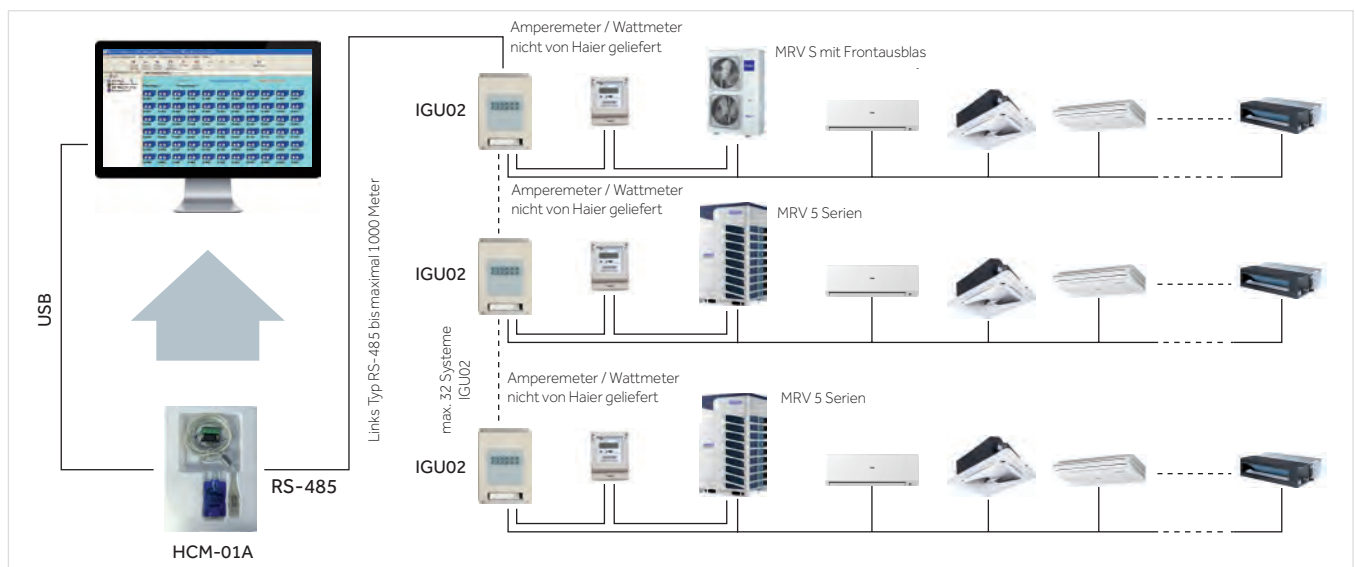 Amperemeter / Wattmeter
nicht von Haier geliefert
MRV S mit Frontausblas
IGU02
Amperemeter / Wattmeter
nicht von Haier geliefert
MRV 5 Serien
IGU02
USB
Links Typ RS-485 bis maximal 1000 Meter
max. 32 Systeme
IGU02
Amperemeter / Wattmeter
nicht von Haier geliefert
MRV 5 Serien
IGU02
RS-485
HCM-01A